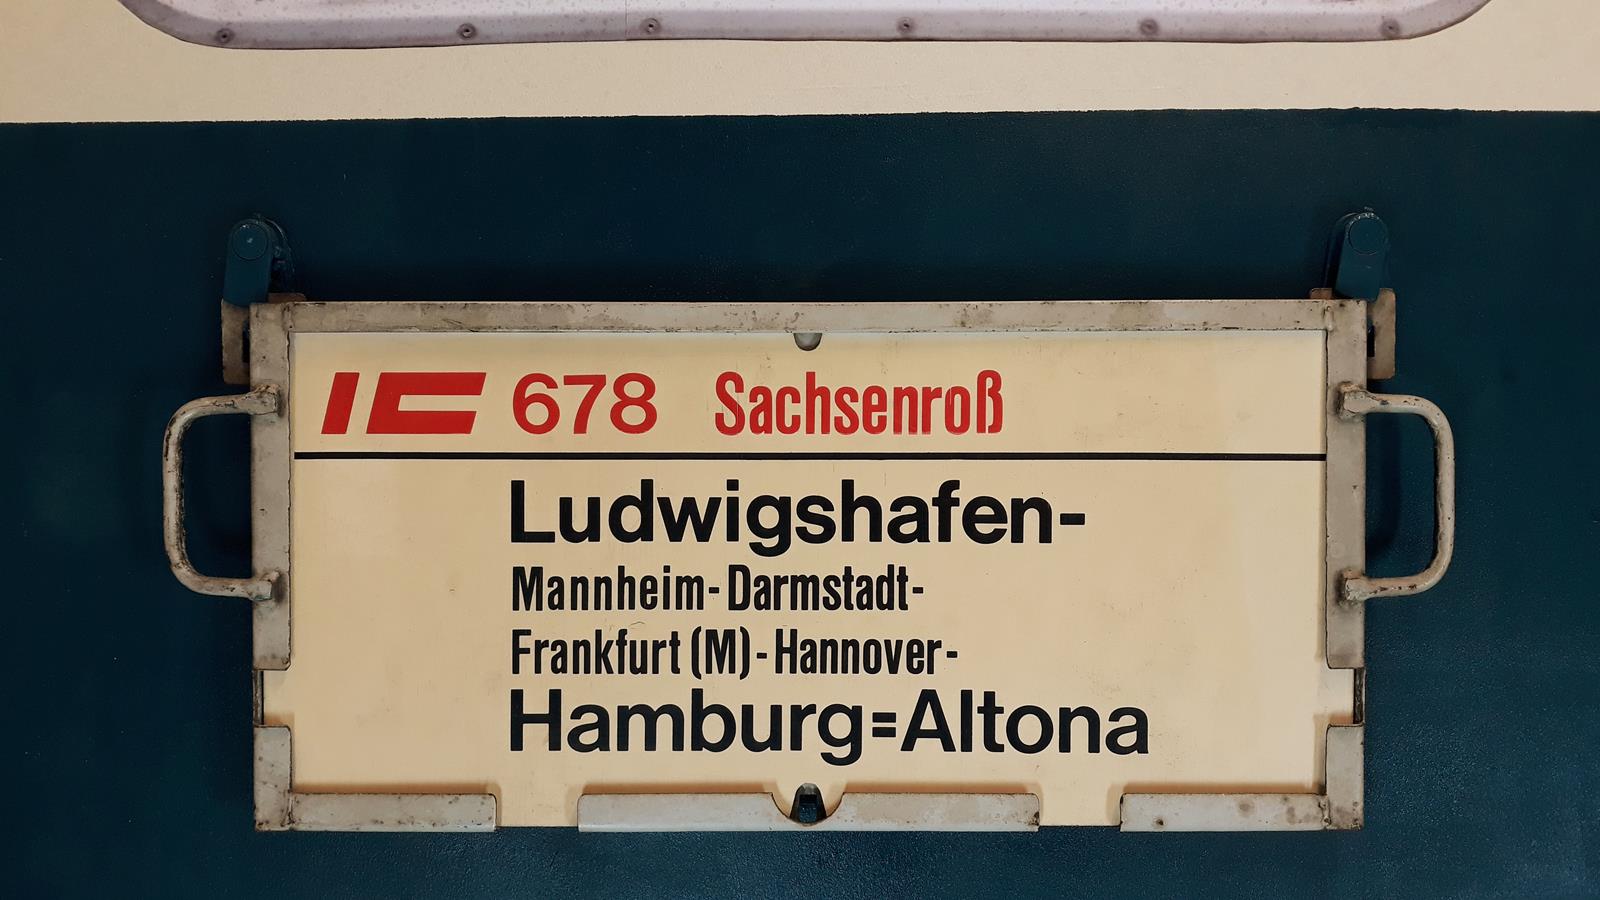 IC 678 Sachsenroß
Ludwigshafen-
Mannheim-Darmstadt-
Frankfurt (M)-Hannover-
Hamburg=Altona